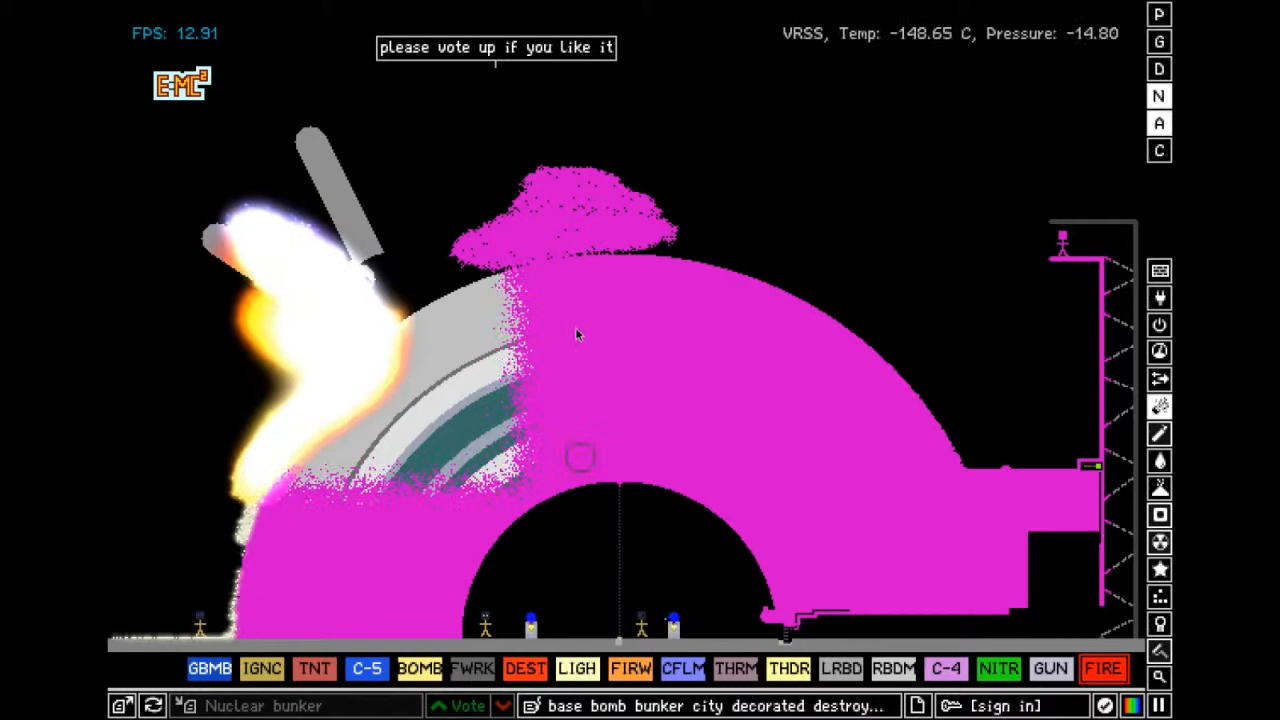 FPS: 12.91
please vote up if you like it
VRSS, Temp: -148.65 C, Pressure: -14.80
E=MC²
P
G
D
N
A
C
GBMB IGNC TNT C-5 BOMB FWRK DEST LIGH FIRW CFLM THRM THDR LRBD RBDM C-4 NITR GUN FIRE
Nuclear bunker Vote base bomb bunker city decorated destroy... [sign in]